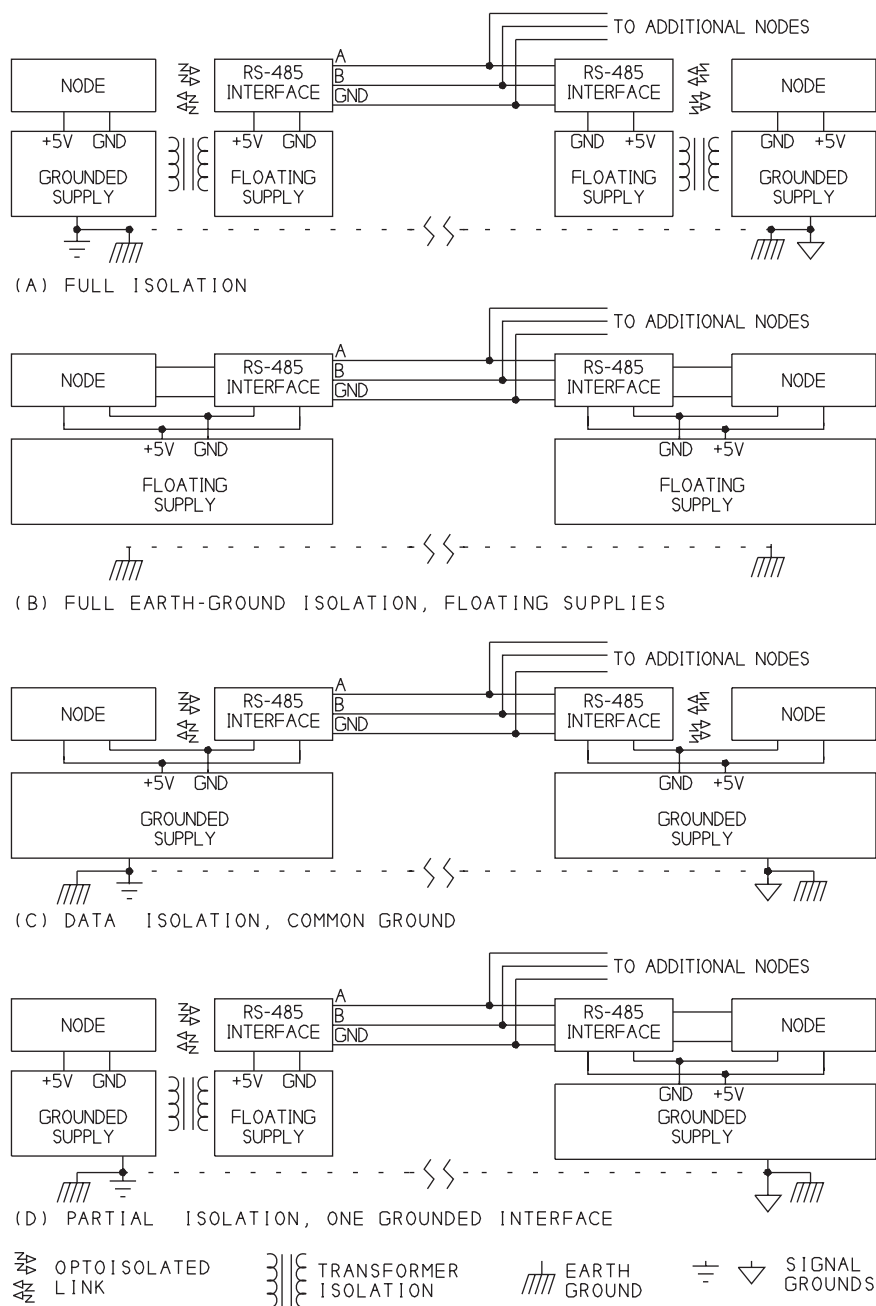 TO ADDITIONAL NODES
A
NODE
RS-485
INTERFACE
B
GND
RS-485
INTERFACE
NODE
+5V GND
GROUNDED
SUPPLY
+5V GND
FLOATING
SUPPLY
GND +5V
FLOATING
SUPPLY
GND +5V
GROUNDED
SUPPLY
(A) FULL ISOLATION
TO ADDITIONAL NODES
A
NODE
RS-485
INTERFACE
B
GND
RS-485
INTERFACE
NODE
+5V GND
FLOATING
SUPPLY
GND +5V
FLOATING
SUPPLY
(B) FULL EARTH-GROUND ISOLATION, FLOATING SUPPLIES
TO ADDITIONAL NODES
A
NODE
RS-485
INTERFACE
B
GND
RS-485
INTERFACE
NODE
+5V GND
GROUNDED
SUPPLY
GND +5V
GROUNDED
SUPPLY
(C) DATA ISOLATION, COMMON GROUND
TO ADDITIONAL NODES
A
NODE
RS-485
INTERFACE
B
GND
RS-485
INTERFACE
NODE
+5V GND
GROUNDED
SUPPLY
+5V GND
FLOATING
SUPPLY
GND +5V
GROUNDED
SUPPLY
(D) PARTIAL ISOLATION, ONE GROUNDED INTERFACE
OPTOISOLATED
LINK
TRANSFORMER
ISOLATION
EARTH
GROUND
SIGNAL
GROUNDS